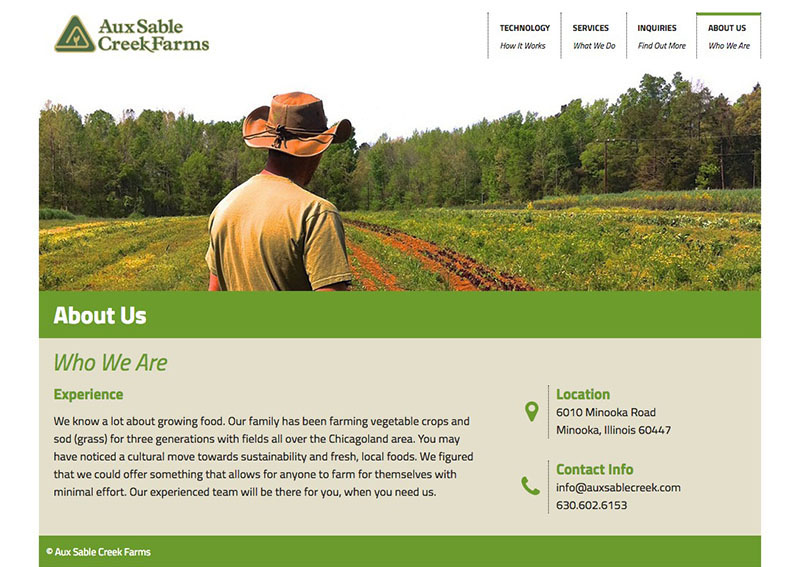 Aux Sable
Creek Farms
TECHNOLOGY
How It Works
SERVICES
What We Do
INQUIRIES
Find Out More
ABOUT US
Who We Are
About Us
Who We Are
Experience
We know a lot about growing food. Our family has been farming vegetable crops and
sod (grass) for three generations with fields all over the Chicagoland area. You may
have noticed a cultural move towards sustainability and fresh, local foods. We figured
that we could offer something that allows for anyone to farm for themselves with
minimal effort. Our experienced team will be there for you, when you need us.
Location
6010 Minooka Road
Minooka, Illinois 60447
Contact Info
info@auxsablecreek.com
630.602.6153
© Aux Sable Creek Farms